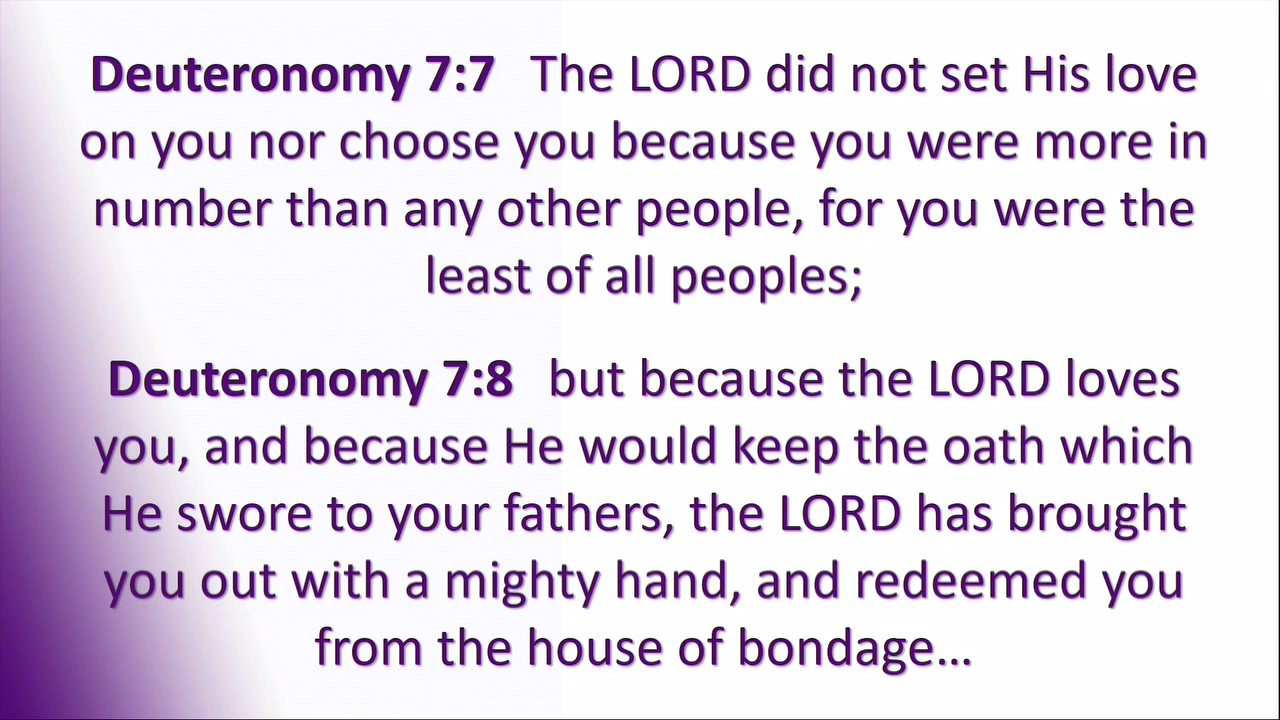 Deuteronomy 7:7 The LORD did not set His love
on you nor choose you because you were more in
number than any other people, for you were the
least of all peoples;
Deuteronomy 7:8 but because the LORD loves
you, and because He would keep the oath which
He swore to your fathers, the LORD has brought
you out with a mighty hand, and redeemed you
from the house of bondage…